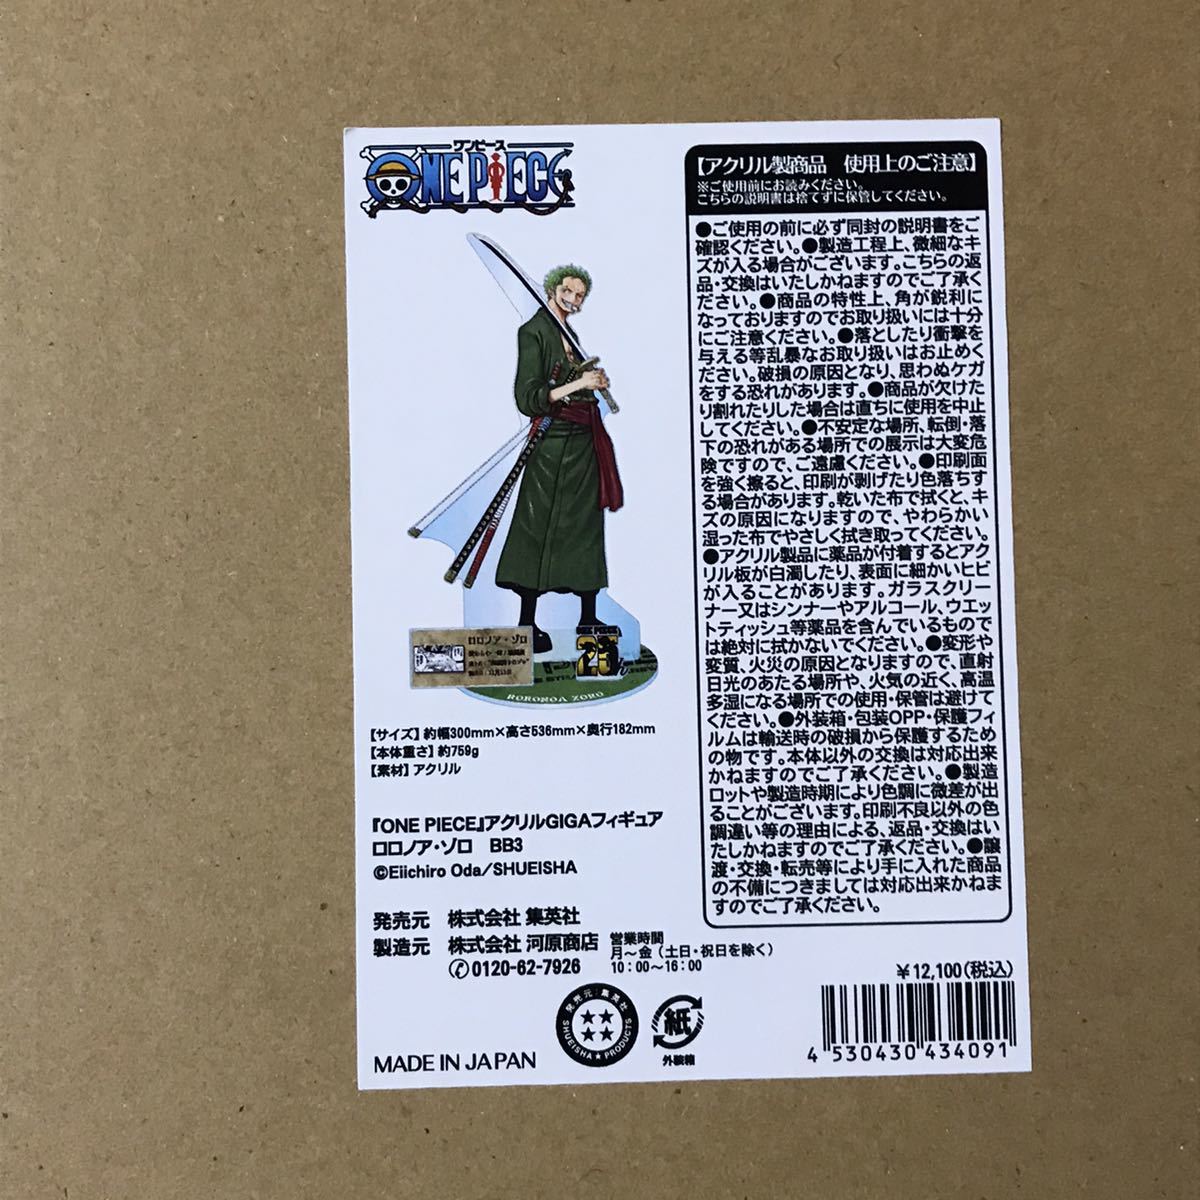 ワンピース
ONE PIECE
ロロノア・ゾロ
ONE PIECE
25th
RORONOA ZORO
【サイズ】約幅300mm×高さ536mm×奥行182mm
【本体重さ】約759g
【素材】アクリル
『ONE PIECE』アクリルGIGAフィギュア
ロロノア・ゾロ BB3
©Eiichiro Oda/SHUEISHA
発売元 株式会社 集英社
製造元 株式会社 河原商店
0120-62-7926
営業時間
月～金（土日・祝日を除く）
10:00～16:00
MADE IN JAPAN
発売元:集英社
SHUEISHA★PRODUCTS
紙
外装箱
【アクリル製商品 使用上のご注意】
※ご使用前にお読みください。
こちらの説明書は捨てずに保管してください。
●ご使用の前に必ず同封の説明書をご
確認ください。●製造工程上、微細なキ
ズが入る場合がございます。こちらの返
品・交換はいたしかねますのでご了承く
ださい。●商品の特性上、角が鋭利に
なっておりますのでお取り扱いには十分
にご注意ください。●落としたり衝撃を
与える等乱暴なお取り扱いはお止めく
ださい。破損の原因となり、思わぬケガ
をする恐れがあります。●商品が欠けた
り割れたりした場合は直ちに使用を中止
してください。●不安定な場所、転倒・落
下の恐れがある場所での展示は大変危
険ですので、ご遠慮ください。●印刷面
を強く擦ると、印刷が剥げたり色落ちす
る場合があります。乾いた布で拭くと、キ
ズの原因になりますので、やわらかい
湿った布でやさしく拭き取ってください。
●アクリル製品に薬品が付着するとアク
リル板が白濁したり、表面に細かいヒビ
が入ることがあります。ガラスクリー
ナー又はシンナーやアルコール、ウエッ
トティッシュ等薬品を含んでいるもので
は絶対に拭かないでください。●変形や
変質、火災の原因となりますので、直射
日光のあたる場所や、火気の近く、高温
多湿になる場所での使用・保管は避けて
ください。●外装箱・包装OPP・保護フィ
ルムは輸送時の破損から保護するため
の物です。本体以外の交換は対応出来
かねますのでご了承ください。●製造
ロットや製造時期により色調に微差が出
ることがございます。印刷不良以外の色
調違い等の理由による、返品・交換はい
たしかねますのでご了承ください。●譲
渡・交換・転売等により手に入れた商品
の不備につきましては対応出来かねま
すのでご了承ください。
￥12,100(税込)
4 530430 434091